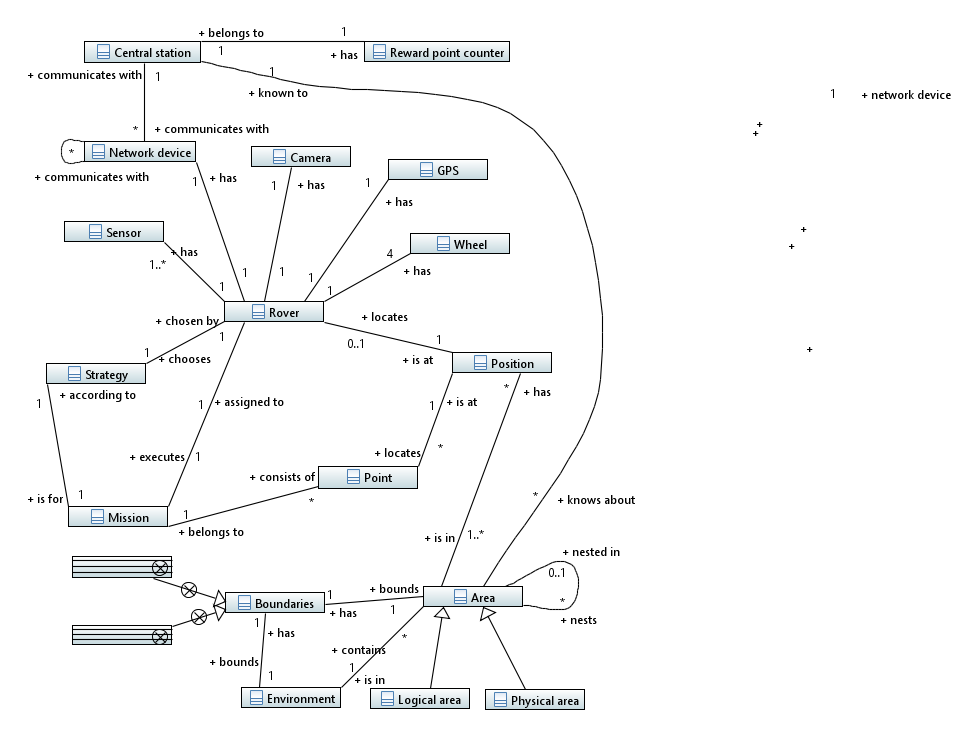 + belongs to
1
Central station
1
+ has
Reward point counter
+ communicates with
1
1
+ known to
1
+ network device
*
+ communicates with
+
+
*
Network device
Camera
+ communicates with
1
+ has
1
+ has
1
GPS
+ has
Sensor
+ has
1..*
4
Wheel
+ has
+
+
1
1
1
1
1
Rover
+ chosen by
1
+ locates
0..1
1
+ is at
1
+ chooses
Position
+
Strategy
+ according to
1
1
+ assigned to
1
+ is at
*
+ has
+ executes
1
+ locates
*
+ consists of
Point
*
+ is for
1
Mission
1
+ belongs to
*
+ knows about
+ is in
1..*
+ nested in
0..1
*
+ nests
Boundaries
1
+ has
+ bounds
1
Area
1
+ has
*
+ contains
+ bounds
1
1
+ is in
Environment
Logical area
Physical area